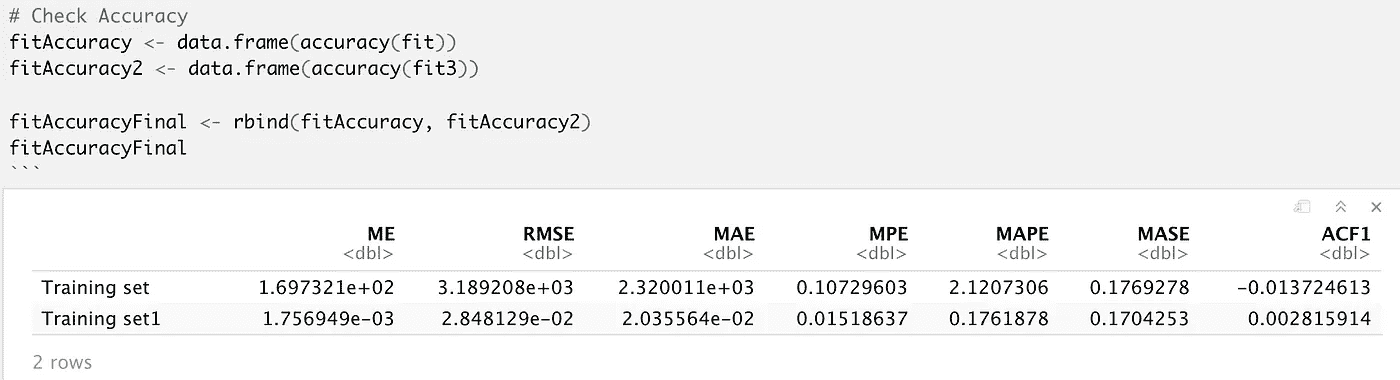 # Check Accuracy
fitAccuracy <- data.frame(accuracy(fit))
fitAccuracy2 <- data.frame(accuracy(fit3))
fitAccuracyFinal <- rbind(fitAccuracy, fitAccuracy2)
fitAccuracyFinal
```
ME RMSE MAE MPE MAPE MASE ACF1
<dbl> <dbl> <dbl> <dbl> <dbl> <dbl> <dbl>
Training set 1.697321e+02 3.189208e+03 2.320011e+03 0.10729603 2.1207306 0.1769278 -0.013724613
Training set1 1.756949e-03 2.848129e-02 2.035564e-02 0.01518637 0.1761878 0.1704253 0.002815914
2 rows